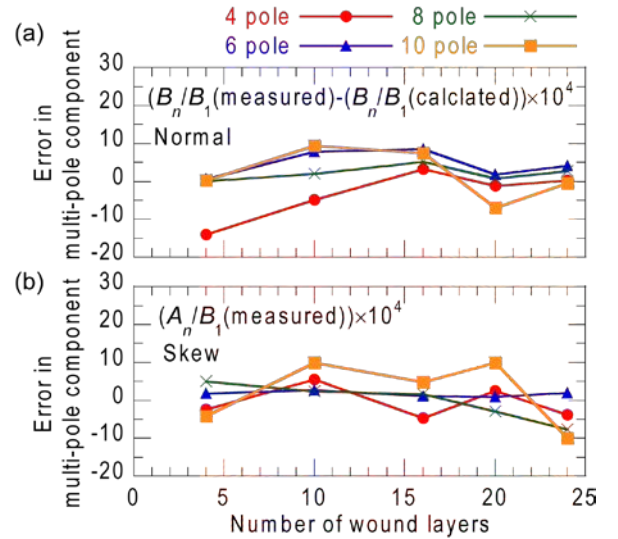 4 pole 8 pole
6 pole 10 pole
(a)
30
20
10
0
-10
-20
Error in
multi-pole component
(Bn/B1(measured)-(Bn/B1(calclated))×10⁴
Normal
(b)
30
20
10
0
-10
-20
Error in
multi-pole component
(An/B1(measured))×10⁴
Skew
0 5 10 15 20 25
Number of wound layers